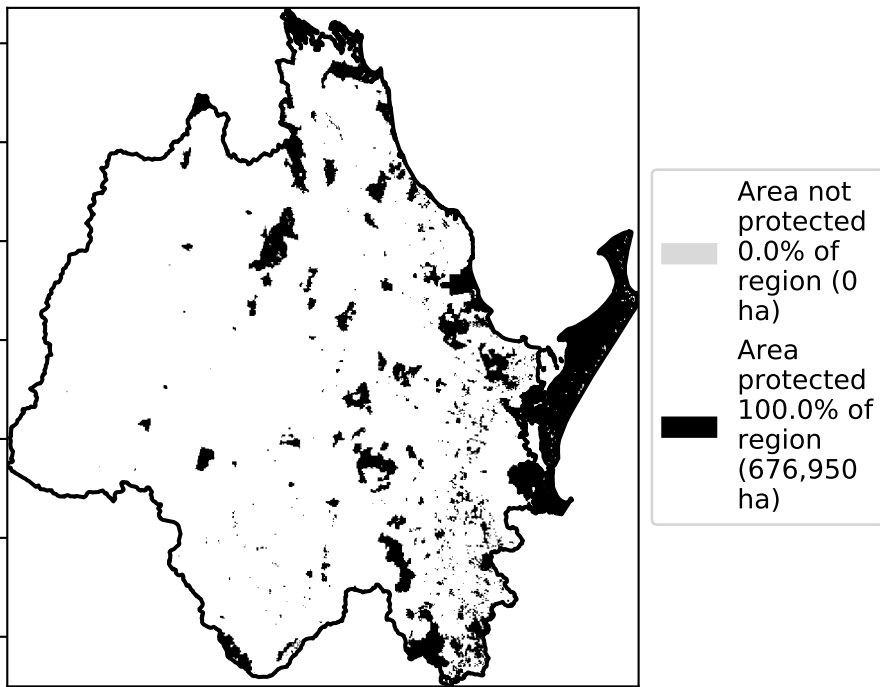 Area not
protected
0.0% of
region (0
ha)
Area
protected
100.0% of
region
(676,950
ha)